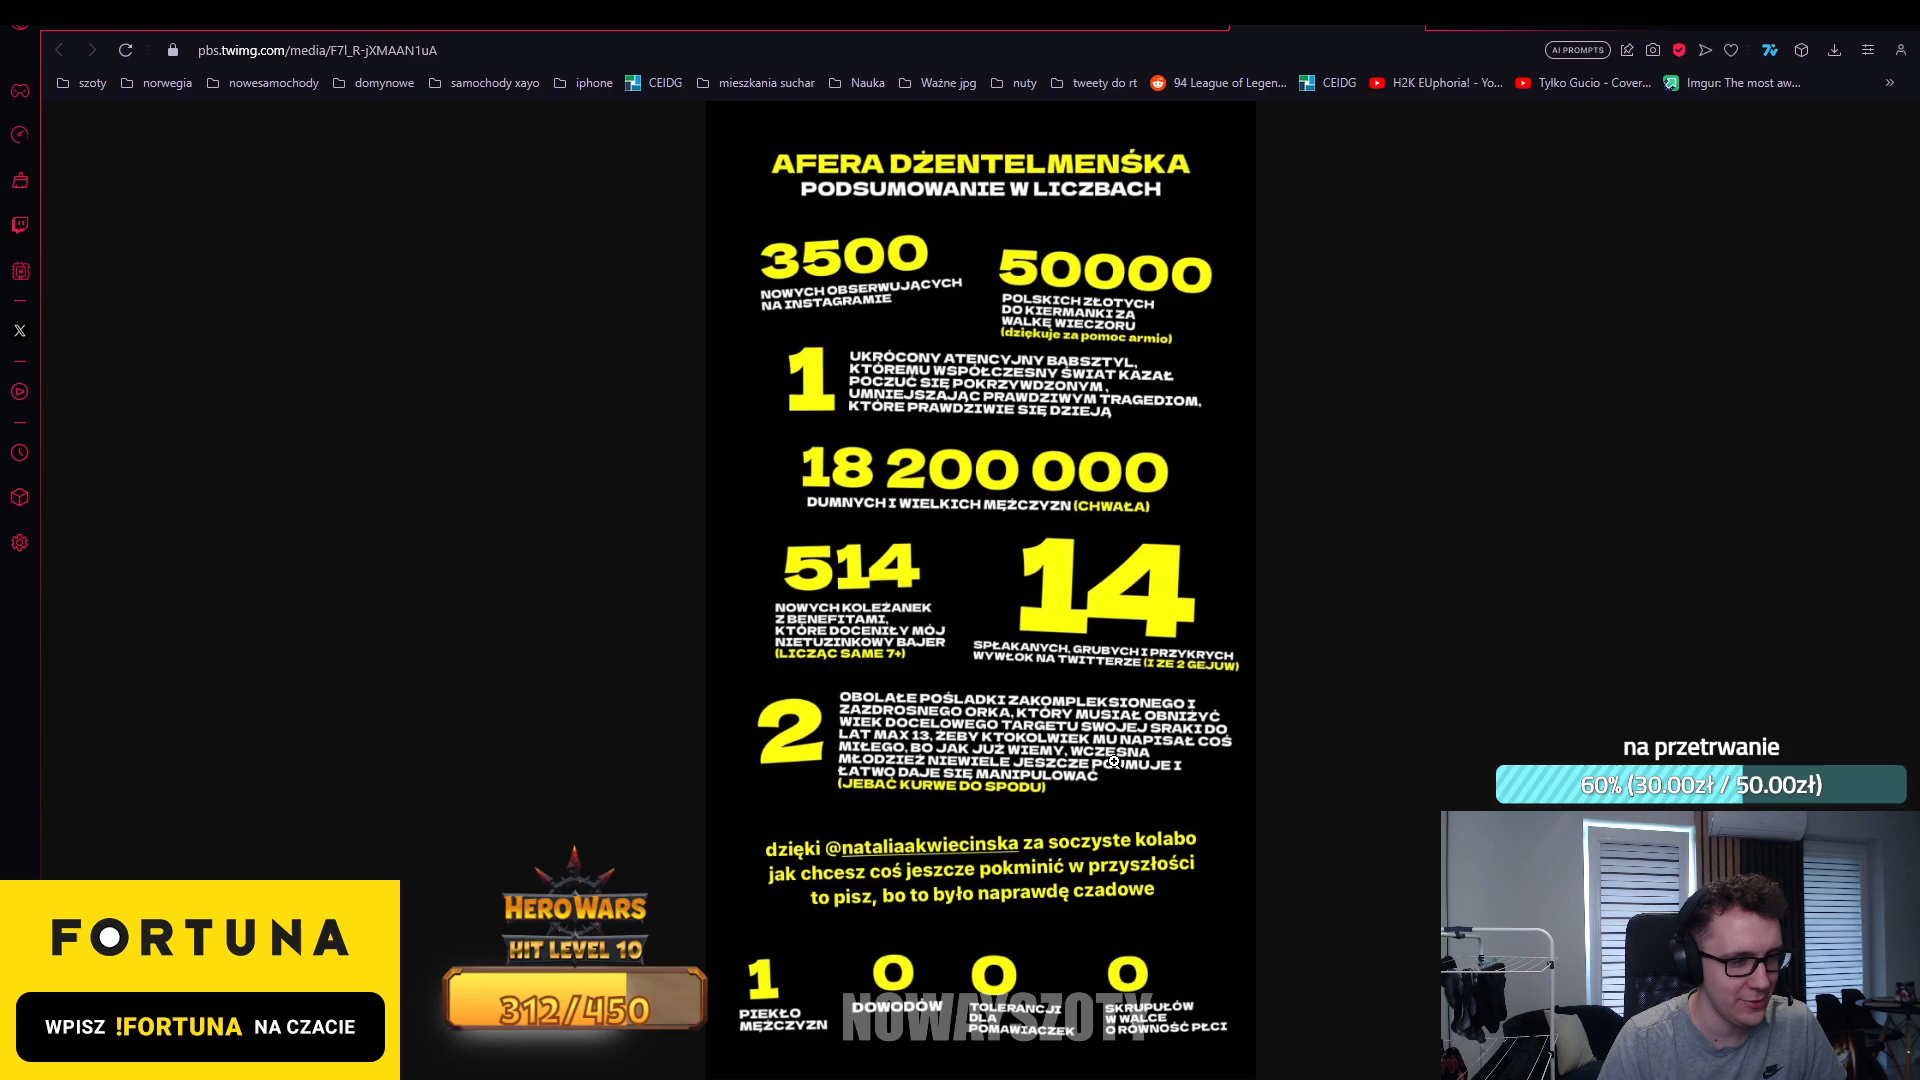 pbs.twimg.com/media/F7l_R-jXMAAN1uA
AI PROMPTS
szoty
norwegia
nowesamochody
domynowe
samochody xayo
iphone
CEIDG
mieszkania suchar
Nauka
Ważne jpg
nuty
tweety do rt
94 League of Legen...
CEIDG
H2K EUphoria! - Yo...
Tylko Gucio - Cover...
Imgur: The most aw...
AFERA DŻENTELMEŃSKA
PODSUMOWANIE W LICZBACH
3500
NOWYCH OBSERWUJĄCYCH
NA INSTAGRAMIE
50000
POLSKICH ZŁOTYCH
DO KIERMANKI ZA
WALKĘ WIECZORU
(dziękuje za pomoc armio)
1
UKRÓCONY ATENCYJNY BABSZTYL,
KTÓREMU WSPÓŁCZESNY ŚWIAT KAZAŁ
POCZUĆ SIĘ POKRZYWDZONYM,
UMNIEJSZAJĄC PRAWDZIWYM TRAGEDIOM,
KTÓRE PRAWDZIWIE SIĘ DZIEJĄ
18 200 000
DUMNYCH I WIELKICH MĘŻCZYZN (CHWAŁA)
514
NOWYCH KOLEŻANEK
Z BENEFITAMI,
KTÓRE DOCENIŁY MÓJ
NIETUZINKOWY BAJER
(LICZĄC SAME 7+)
14
SPŁAKANYCH, GRUBYCH I PRZYKRYCH
WYWŁOK NA TWITTERZE (I ZE 2 GEJUW)
2
OBOLAŁE POŚLADKI ZAKOMPLEKSIONEGO I
ZAZDROSNEGO ORKA, KTÓRY MUSIAŁ OBNIŻYĆ
WIEK DOCELOWEGO TARGETU SWOJEJ SRAKI DO
LAT MAX 13, ŻEBY KTOKOLWIEK MU NAPISAŁ COŚ
MIŁEGO, BO JAK JUŻ WIEMY, WCZESNA
MŁODZIEŻ NIEWIELE JESZCZE POJMUJE I
ŁATWO DAJE SIĘ MANIPULOWAĆ
(JEBAĆ KURWE DO SPODU)
dzięki @nataliaakwiecinska za soczyste kolabo
jak chcesz coś jeszcze pokminić w przyszłości
to pisz, bo to było naprawdę czadowe
1
PIEKŁO
MĘŻCZYZN
0
DOWODÓW
0
TOLERANCJI
DLA
POMAWIACZEK
0
SKRUPUŁÓW
W WALCE
O RÓWNOŚĆ PŁCI
NOWAYSZOTY
na przetrwanie
60% (30.00zł / 50.00zł)
FORTUNA
WPISZ !FORTUNA NA CZACIE
HERO WARS
HIT LEVEL 10
312/450